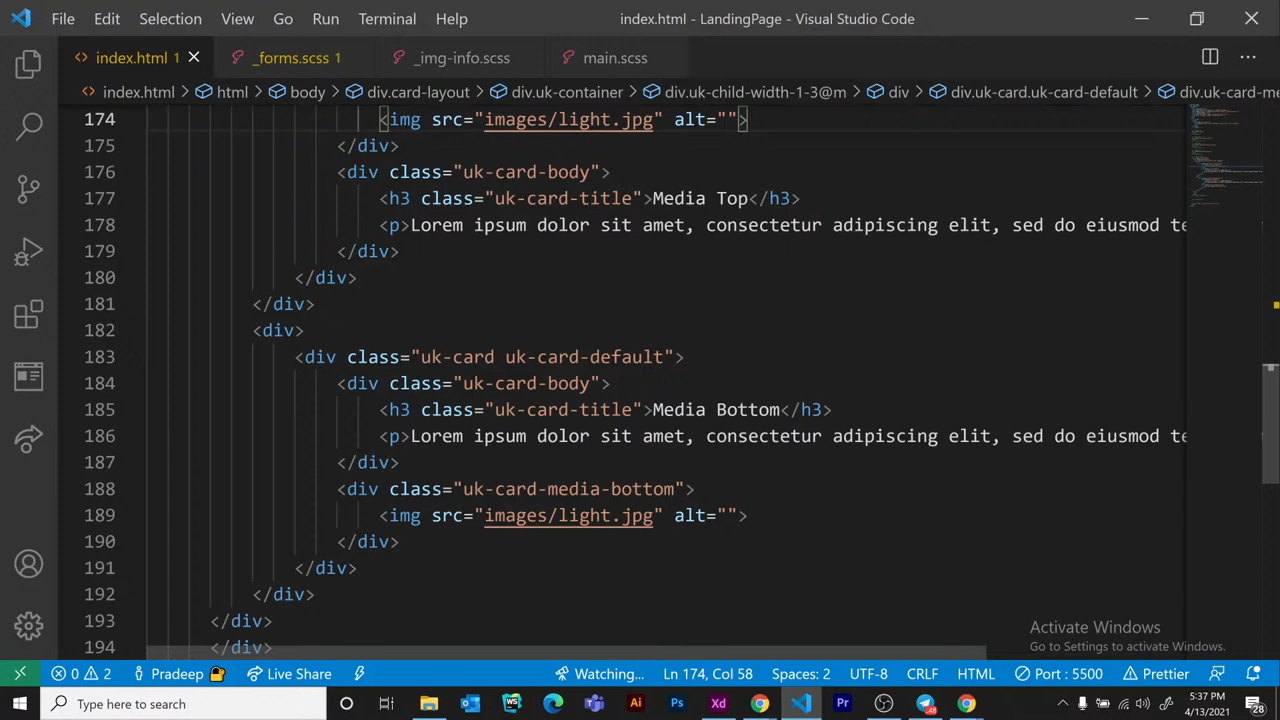 File Edit Selection View Go Run Terminal Help index.html - LandingPage - Visual Studio Code
index.html 1 _forms.scss 1 _img-info.scss main.scss
index.html > html > body > div.card-layout > div.uk-container > div.uk-child-width-1-3@m > div > div.uk-card.uk-card-default > div.uk-card-me
174 <img src="images/light.jpg" alt="">
175 </div>
176 <div class="uk-card-body">
177 <h3 class="uk-card-title">Media Top</h3>
178 <p>Lorem ipsum dolor sit amet, consectetur adipiscing elit, sed do eiusmod te
179 </div>
180 </div>
181 </div>
182 <div>
183 <div class="uk-card uk-card-default">
184 <div class="uk-card-body">
185 <h3 class="uk-card-title">Media Bottom</h3>
186 <p>Lorem ipsum dolor sit amet, consectetur adipiscing elit, sed do eiusmod te
187 </div>
188 <div class="uk-card-media-bottom">
189 <img src="images/light.jpg" alt="">
190 </div>
191 </div>
192 </div>
193 </div>
194 </div>
Activate Windows
Go to Settings to activate Windows.
0 2 Pradeep Live Share Watching... Ln 174, Col 58 Spaces: 2 UTF-8 CRLF HTML Port : 5500 Prettier
Type here to search
Ai Ps Xd Pr 48
5:37 PM
4/13/2021
28